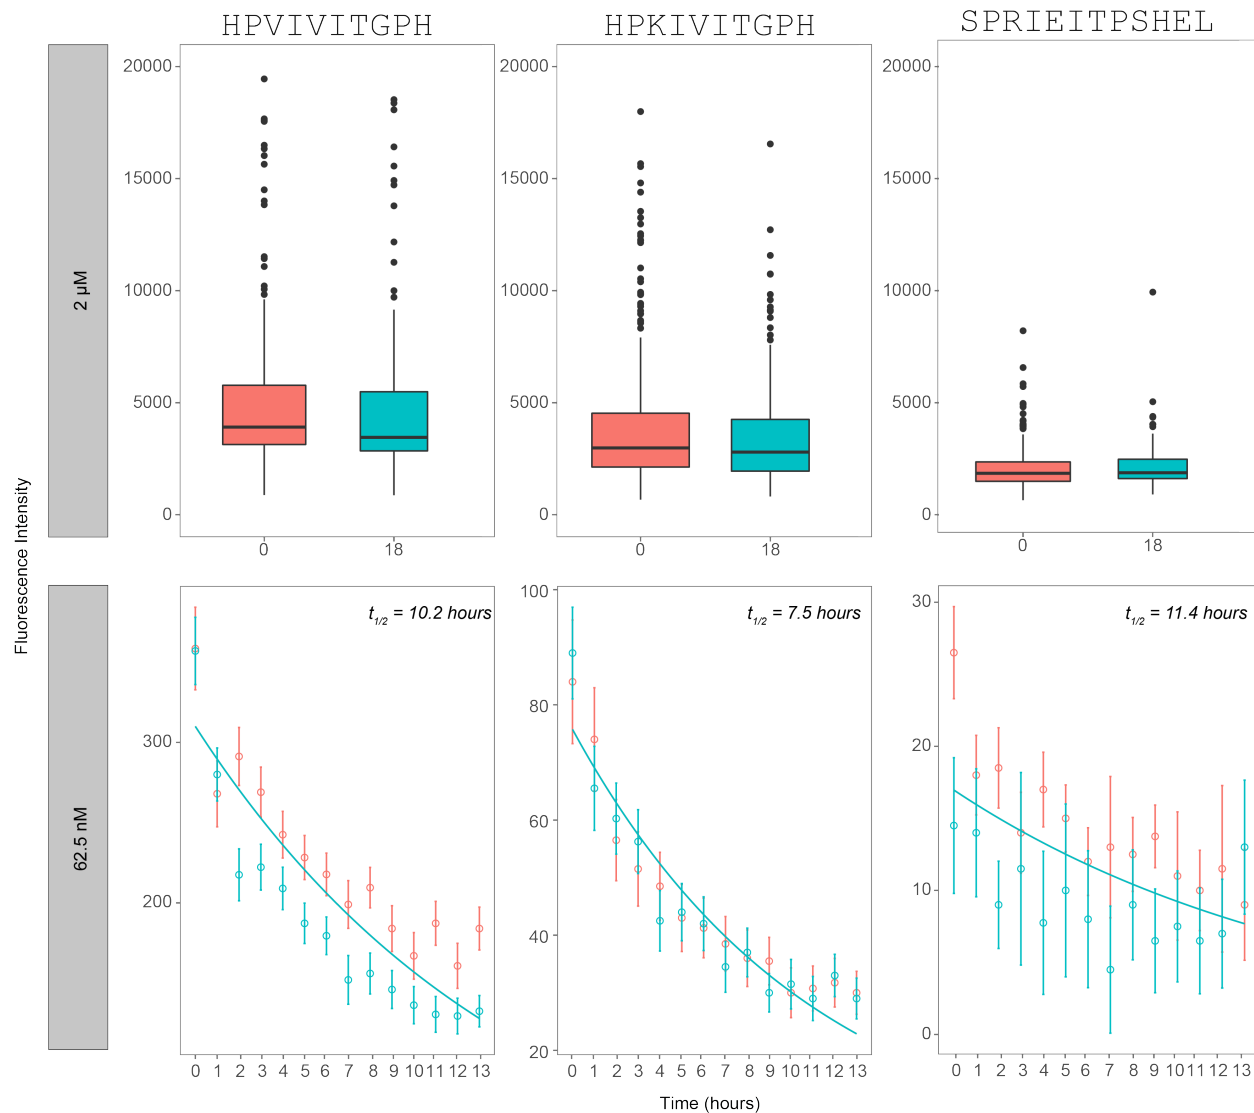 HPVIVITGPH
HPKIVITGPH
SPRIEITPSHEL
Fluorescence Intensity
2 µM
20000
15000
10000
5000
0
0 18
20000
15000
10000
5000
0
0 18
20000
15000
10000
5000
0
0 18
62.5 nM
t1/2 = 10.2 hours
300
200
0 1 2 3 4 5 6 7 8 9 10 11 12 13
t1/2 = 7.5 hours
100
80
60
40
20
0 1 2 3 4 5 6 7 8 9 10 11 12 13
t1/2 = 11.4 hours
30
20
10
0
0 1 2 3 4 5 6 7 8 9 10 11 12 13
Time (hours)